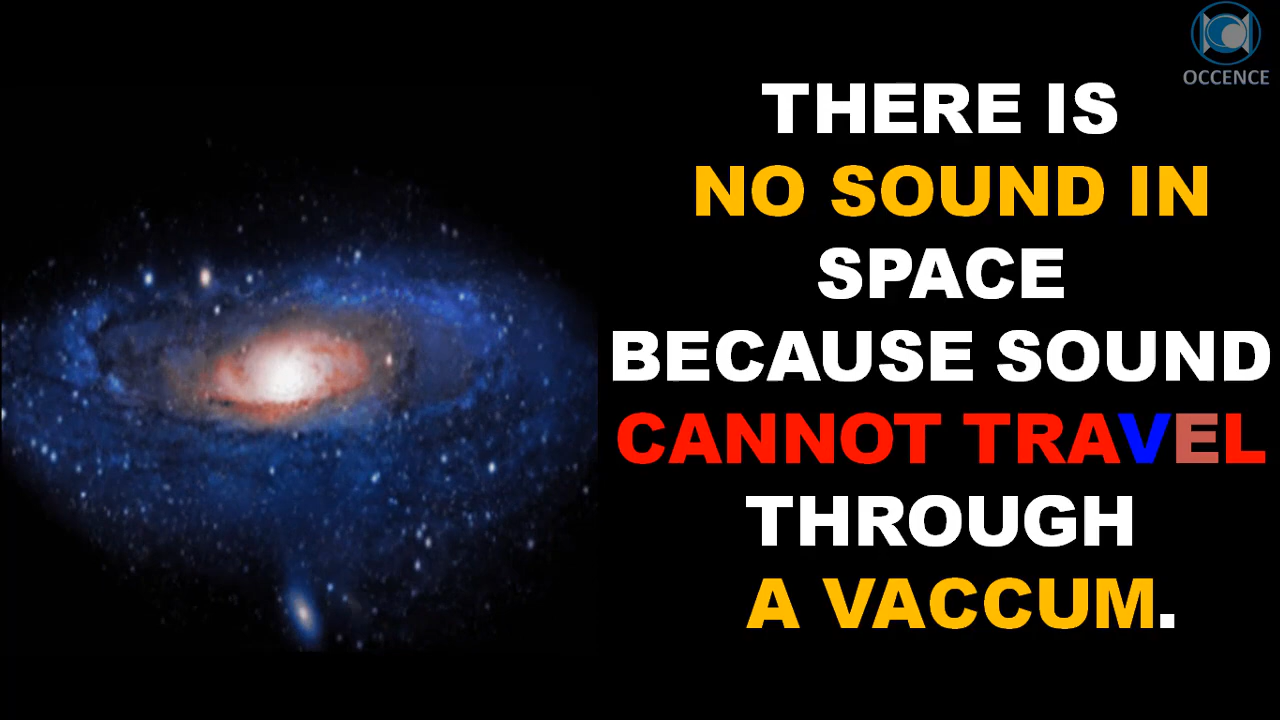 OCCENCE
THERE IS
NO SOUND IN
SPACE
BECAUSE SOUND
CANNOT TRAVEL
THROUGH
A VACCUM.